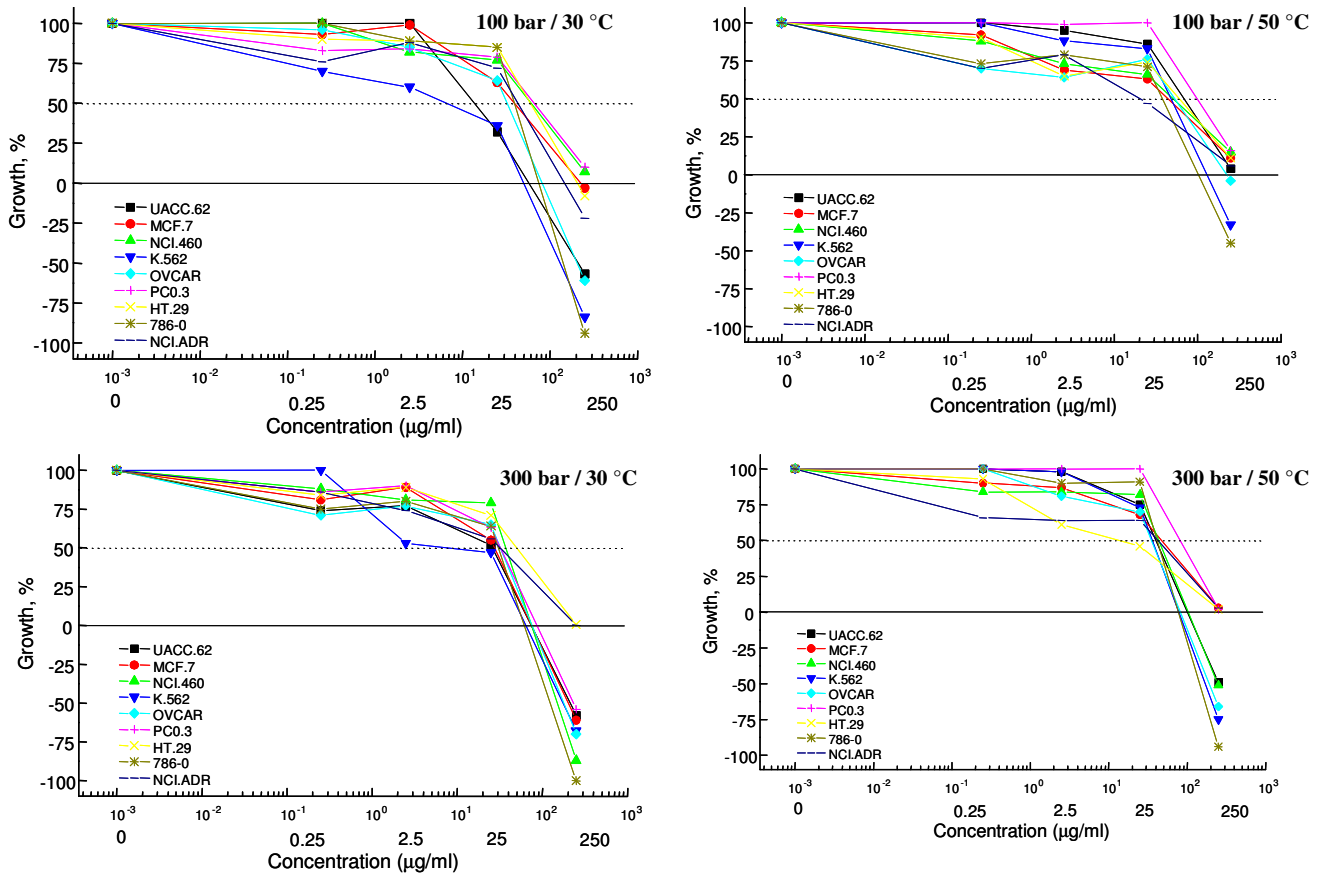 100 bar / 30 °C
Growth, %
100
75
50
25
0
-25
-50
-75
-100
UACC.62
MCF.7
NCI.460
K.562
OVCAR
PC0.3
HT.29
786-0
NCI.ADR
10-3 10-2 10-1 100 101 102 103
0 0.25 2.5 25 250
Concentration (µg/ml)
100 bar / 50 °C
Growth, %
100
75
50
25
0
-25
-50
-75
-100
UACC.62
MCF.7
NCI.460
K.562
OVCAR
PC0.3
HT.29
786-0
NCI.ADR
10-3 10-2 10-1 100 101 102 103
0 0.25 2.5 25 250
Concentration (µg/ml)
300 bar / 30 °C
Growth, %
100
75
50
25
0
-25
-50
-75
-100
UACC.62
MCF.7
NCI.460
K.562
OVCAR
PC0.3
HT.29
786-0
NCI.ADR
10-3 10-2 10-1 100 101 102 103
0 0.25 2.5 25 250
Concentration (µg/ml)
300 bar / 50 °C
Growth, %
100
75
50
25
0
-25
-50
-75
-100
UACC.62
MCF.7
NCI.460
K.562
OVCAR
PC0.3
HT.29
786-0
NCI.ADR
10-3 10-2 10-1 100 101 102 103
0 0.25 2.5 25 250
Concentration (µg/ml)